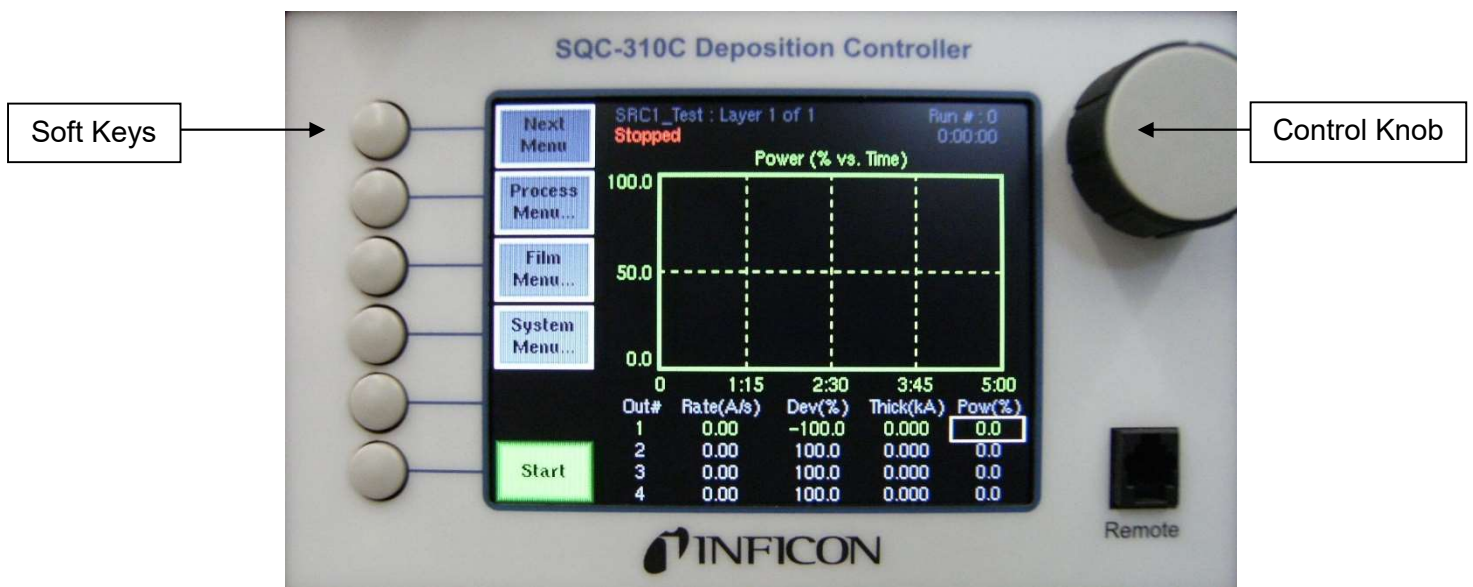 SQC-310C Deposition Controller
Soft Keys
Control Knob
Next
Menu
Process
Menu...
Film
Menu...
System
Menu...
Start
SRC1_Test : Layer 1 of 1 Run # : 0
Stopped 0:00:00
Power (% vs. Time)
100.0
50.0
0.0
0 1:15 2:30 3:45 5:00
Out# Rate(A/s) Dev(%) Thick(kA) Pow(%)
1 0.00 -100.0 0.000 0.0
2 0.00 100.0 0.000 0.0
3 0.00 100.0 0.000 0.0
4 0.00 100.0 0.000 0.0
INFICON
Remote